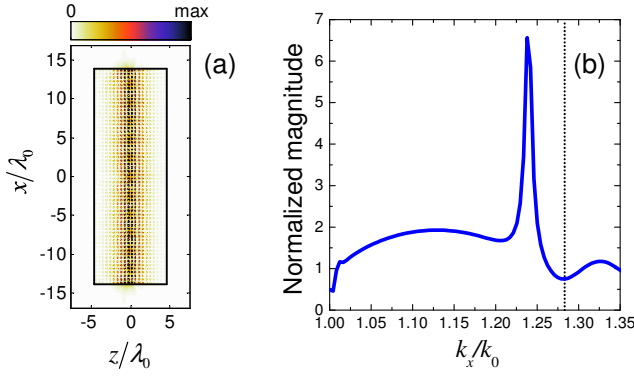 0 max
(a)
15
10
5
0
-5
-10
-15
x/λ₀
-5 0 5
z/λ₀
(b)
7
6
5
4
3
2
1
0
Normalized magnitude
1.00 1.05 1.10 1.15 1.20 1.25 1.30 1.35
kₓ/k₀